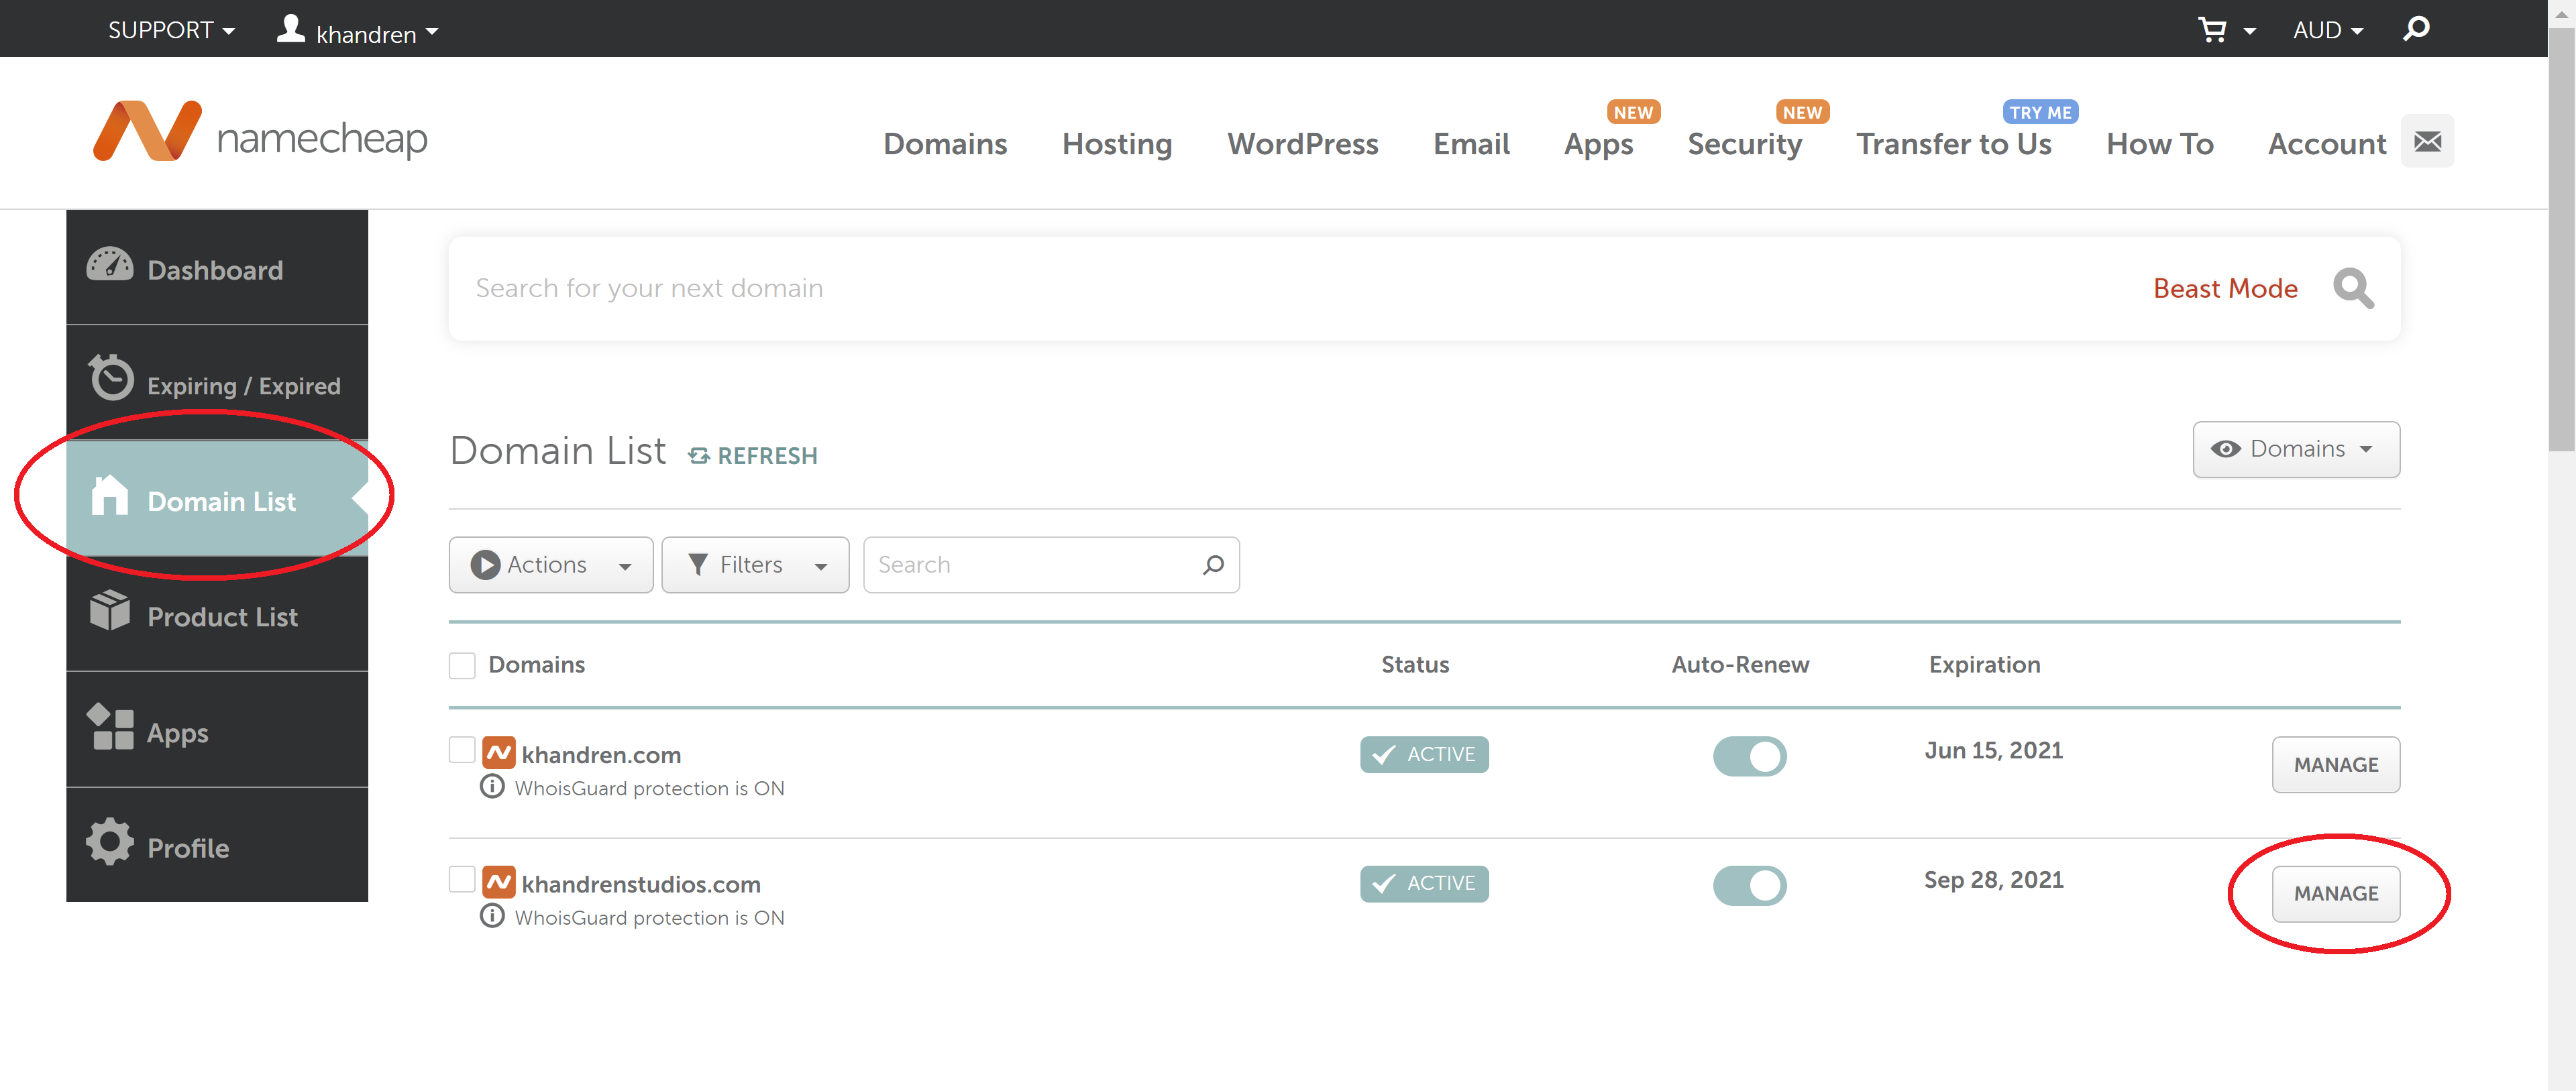 SUPPORT khandren AUD
namecheap
NEW NEW TRY ME
Domains Hosting WordPress Email Apps Security Transfer to Us How To Account
Dashboard
Expiring / Expired
Domain List
Product List
Apps
Profile
Search for your next domain Beast Mode
Domain List REFRESH Domains
Actions Filters Search
Domains Status Auto-Renew Expiration
khandren.com ACTIVE Jun 15, 2021 MANAGE
WhoisGuard protection is ON
khandrenstudios.com ACTIVE Sep 28, 2021 MANAGE
WhoisGuard protection is ON